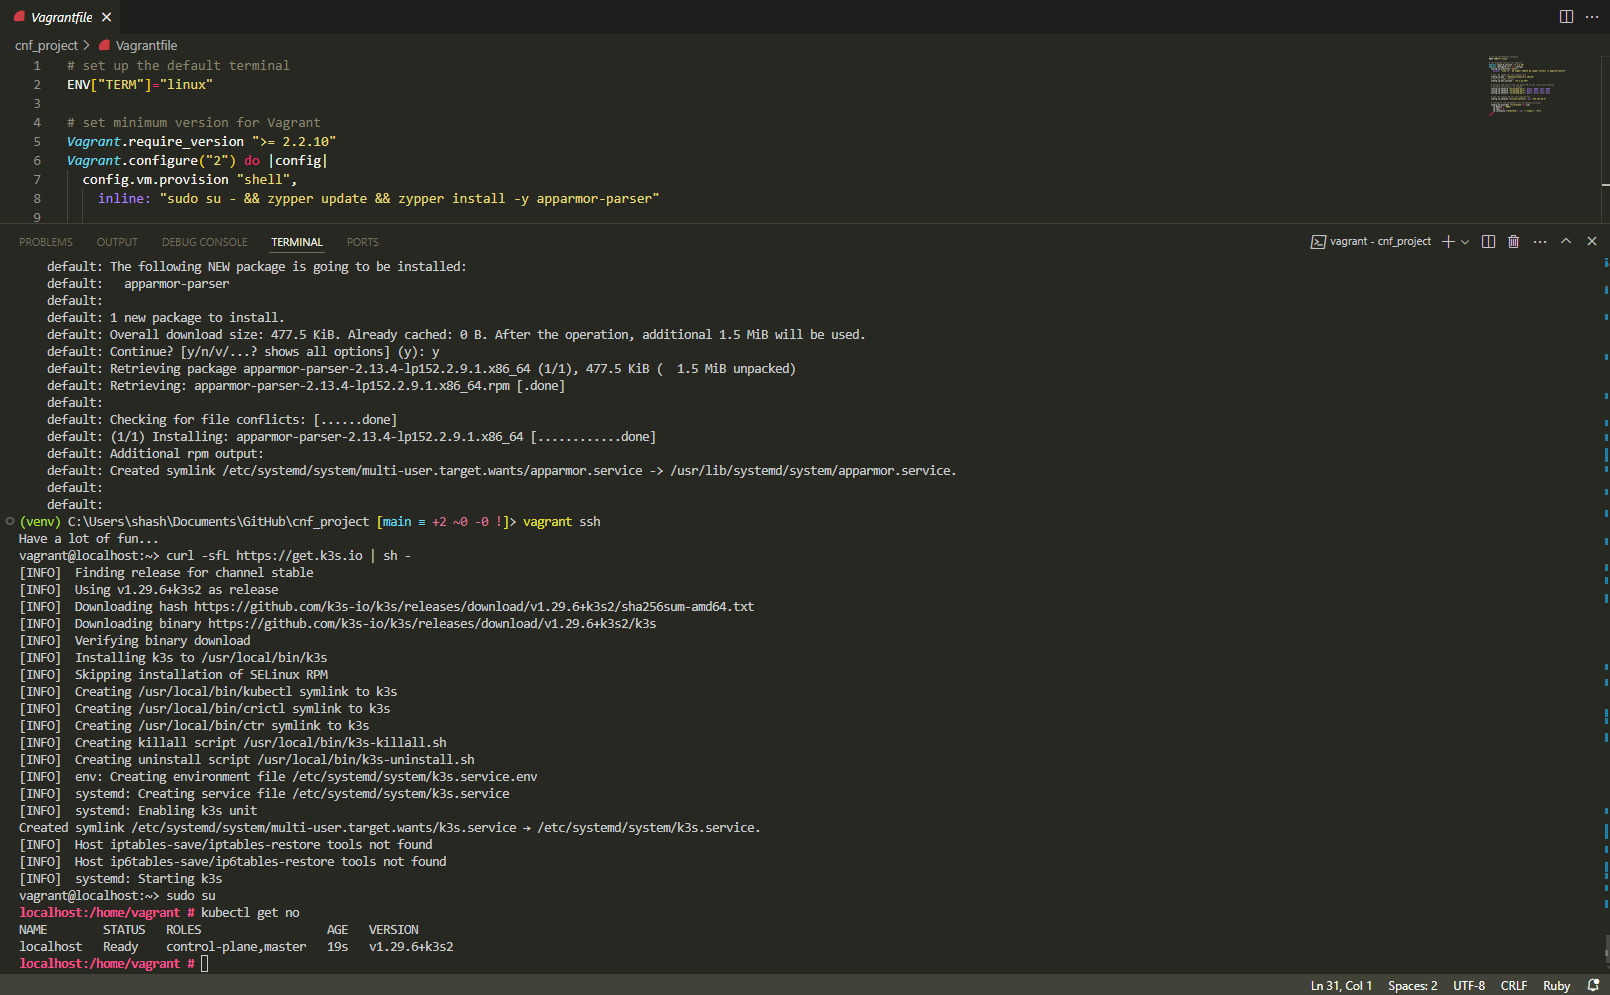 Vagrantfile
cnf_project > Vagrantfile
1 # set up the default terminal
2 ENV["TERM"]="linux"
3
4 # set minimum version for Vagrant
5 Vagrant.require_version ">= 2.2.10"
6 Vagrant.configure("2") do |config|
7 config.vm.provision "shell",
8 inline: "sudo su - && zypper update && zypper install -y apparmor-parser"
9
PROBLEMS OUTPUT DEBUG CONSOLE TERMINAL PORTS vagrant - cnf_project
default: The following NEW package is going to be installed:
default:   apparmor-parser
default:
default: 1 new package to install.
default: Overall download size: 477.5 KiB. Already cached: 0 B. After the operation, additional 1.5 MiB will be used.
default: Continue? [y/n/v/...? shows all options] (y): y
default: Retrieving package apparmor-parser-2.13.4-lp152.2.9.1.x86_64 (1/1), 477.5 KiB (  1.5 MiB unpacked)
default: Retrieving: apparmor-parser-2.13.4-lp152.2.9.1.x86_64.rpm [.done]
default:
default: Checking for file conflicts: [......done]
default: (1/1) Installing: apparmor-parser-2.13.4-lp152.2.9.1.x86_64 [............done]
default: Additional rpm output:
default: Created symlink /etc/systemd/system/multi-user.target.wants/apparmor.service -> /usr/lib/systemd/system/apparmor.service.
default:
default:
(venv) C:\Users\shash\Documents\GitHub\cnf_project [main ≡ +2 ~0 -0 !]> vagrant ssh
Have a lot of fun...
vagrant@localhost:~> curl -sfL https://get.k3s.io | sh -
[INFO]  Finding release for channel stable
[INFO]  Using v1.29.6+k3s2 as release
[INFO]  Downloading hash https://github.com/k3s-io/k3s/releases/download/v1.29.6+k3s2/sha256sum-amd64.txt
[INFO]  Downloading binary https://github.com/k3s-io/k3s/releases/download/v1.29.6+k3s2/k3s
[INFO]  Verifying binary download
[INFO]  Installing k3s to /usr/local/bin/k3s
[INFO]  Skipping installation of SELinux RPM
[INFO]  Creating /usr/local/bin/kubectl symlink to k3s
[INFO]  Creating /usr/local/bin/crictl symlink to k3s
[INFO]  Creating /usr/local/bin/ctr symlink to k3s
[INFO]  Creating killall script /usr/local/bin/k3s-killall.sh
[INFO]  Creating uninstall script /usr/local/bin/k3s-uninstall.sh
[INFO]  env: Creating environment file /etc/systemd/system/k3s.service.env
[INFO]  systemd: Creating service file /etc/systemd/system/k3s.service
[INFO]  systemd: Enabling k3s unit
Created symlink /etc/systemd/system/multi-user.target.wants/k3s.service → /etc/systemd/system/k3s.service.
[INFO]  Host iptables-save/iptables-restore tools not found
[INFO]  Host ip6tables-save/ip6tables-restore tools not found
[INFO]  systemd: Starting k3s
vagrant@localhost:~> sudo su
localhost:/home/vagrant # kubectl get no
NAME        STATUS   ROLES                  AGE   VERSION
localhost   Ready    control-plane,master   19s   v1.29.6+k3s2
localhost:/home/vagrant #
Ln 31, Col 1 Spaces: 2 UTF-8 CRLF Ruby